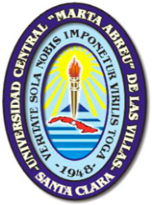 UNIVERSIDAD CENTRAL "MARTA ABREU" DE LAS VILLAS
-SANTA CLARA-
VERITATE SOLA NOBIS IMPONETUR VIRILIS TOGA
-1948-